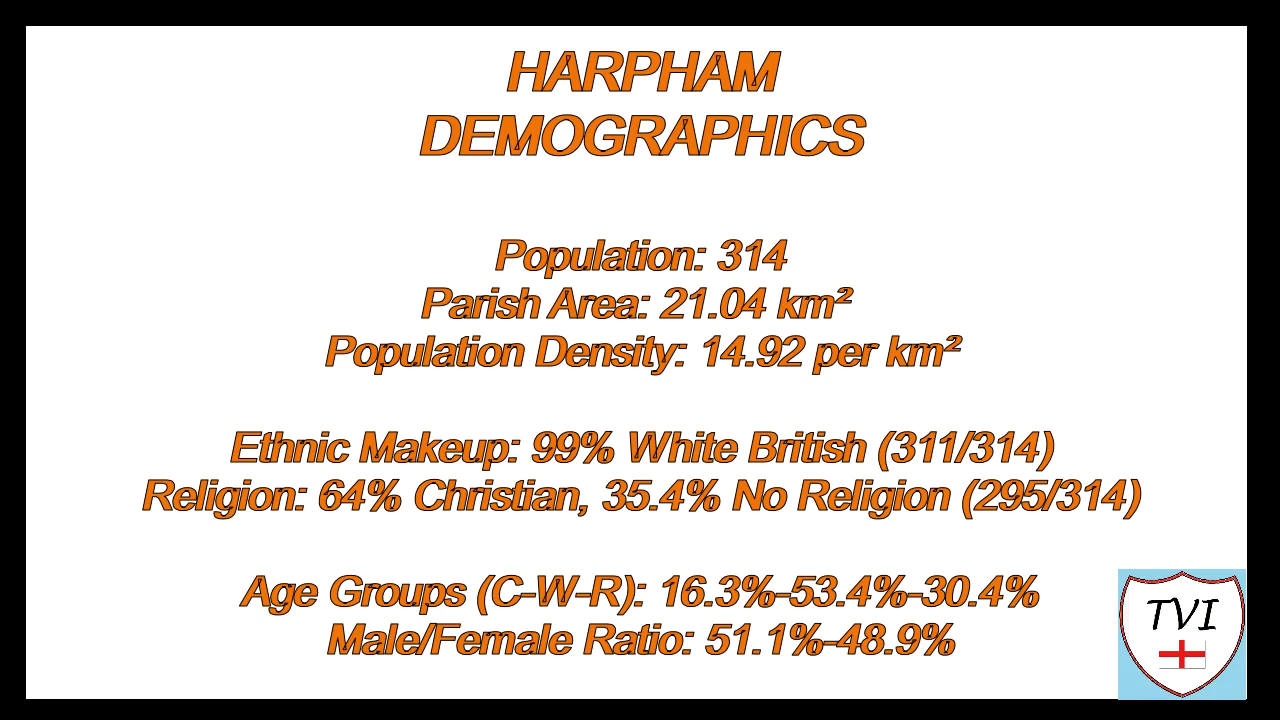 HARPHAM
DEMOGRAPHICS
Population: 314
Parish Area: 21.04 km²
Population Density: 14.92 per km²
Ethnic Makeup: 99% White British (311/314)
Religion: 64% Christian, 35.4% No Religion (295/314)
Age Groups (C-W-R): 16.3%-53.4%-30.4%
Male/Female Ratio: 51.1%-48.9%
TVI